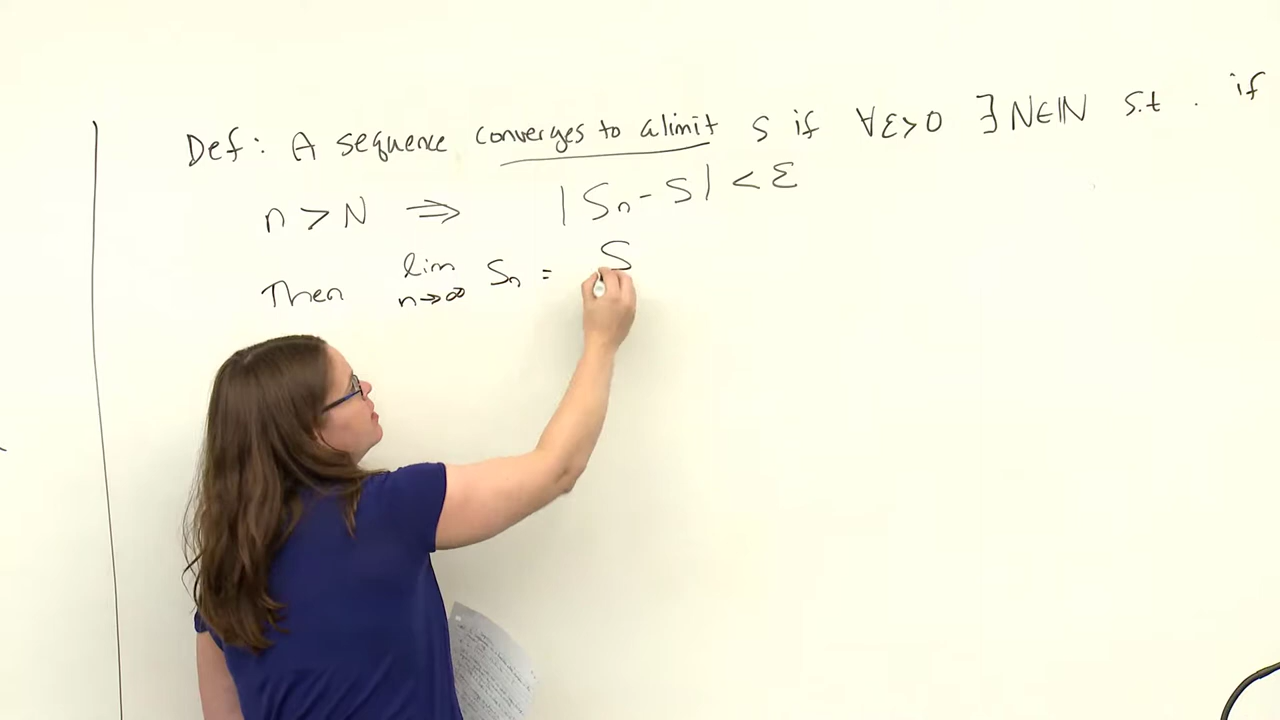 Def: A sequence converges to a limit s if ∀ε>0 ∃N∈ℕ s.t. if
n > N ⇒ |Sn - S| < ε
Then lim n→∞ Sn = S